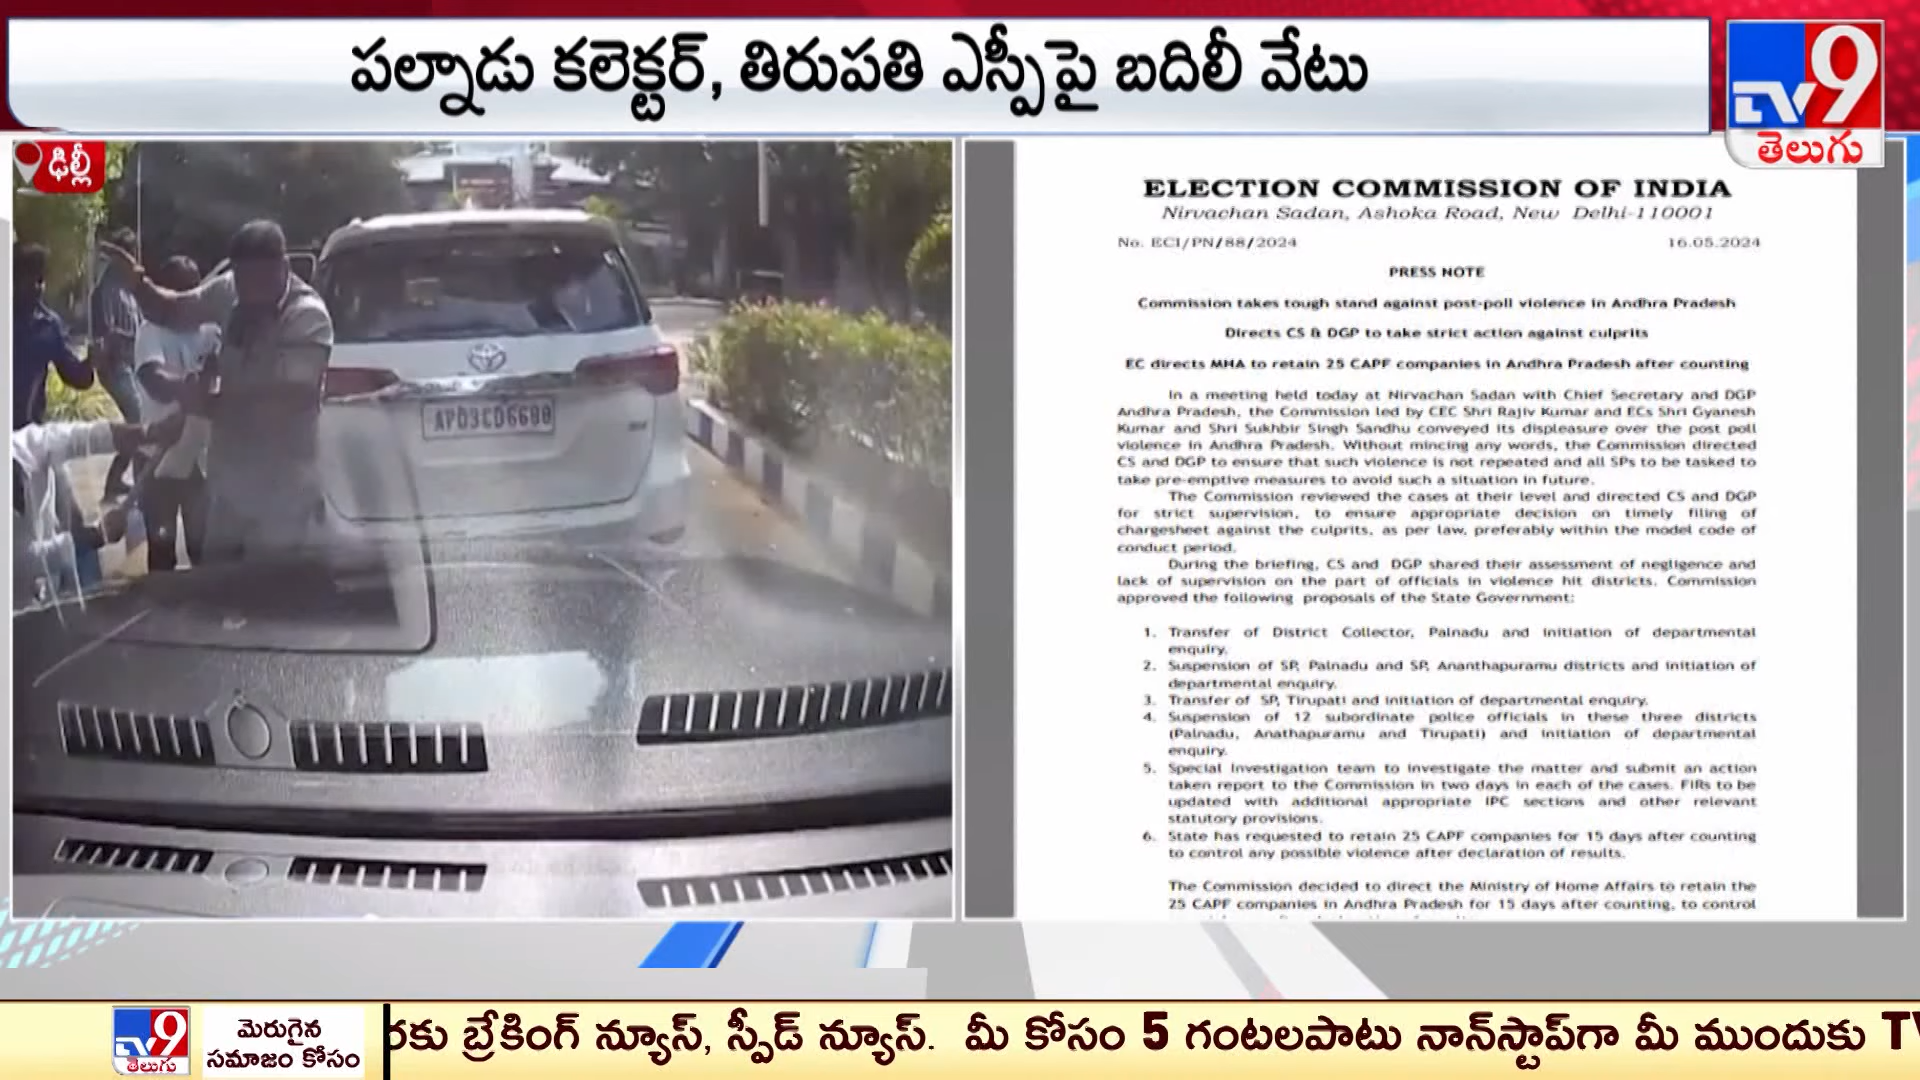 పల్నాడు కలెక్టర్, తిరుపతి ఎస్పీపై బదిలీ వేటు
TV9
తెలుగు
ఢిల్లీ
AP03CD6600
ELECTION COMMISSION OF INDIA
Nirvachan Sadan, Ashoka Road, New Delhi-110001
No. ECI/PN/88/2024 16.05.2024
PRESS NOTE
Commission takes tough stand against post-poll violence in Andhra Pradesh
Directs CS & DGP to take strict action against culprits
EC directs MHA to retain 25 CAPF companies in Andhra Pradesh after counting
In a meeting held today at Nirvachan Sadan with Chief Secretary and DGP
Andhra Pradesh, the Commission led by CEC Shri Rajiv Kumar and ECs Shri Gyanesh
Kumar and Shri Sukhbir Singh Sandhu conveyed its displeasure over the post poll
violence in Andhra Pradesh. Without mincing any words, the Commission directed
CS and DGP to ensure that such violence is not repeated and all SPs to be tasked to
take pre-emptive measures to avoid such a situation in future.
The Commission reviewed the cases at their level and directed CS and DGP
for strict supervision, to ensure appropriate decision on timely filing of
chargesheet against the culprits, as per law, preferably within the model code of
conduct period.
During the briefing, CS and DGP shared their assessment of negligence and
lack of supervision on the part of officials in violence hit districts. Commission
approved the following proposals of the State Government:
1. Transfer of District Collector, Palnadu and initiation of departmental
enquiry.
2. Suspension of SP, Palnadu and SP, Ananthapuramu districts and initiation of
departmental enquiry.
3. Transfer of SP, Tirupati and initiation of departmental enquiry.
4. Suspension of 12 subordinate police officials in these three districts
(Palnadu, Anathapuramu and Tirupati) and initiation of departmental
enquiry.
5. Special Investigation team to investigate the matter and submit an action
taken report to the Commission in two days in each of the cases. FIRs to be
updated with additional appropriate IPC sections and other relevant
statutory provisions.
6. State has requested to retain 25 CAPF companies for 15 days after counting
to control any possible violence after declaration of results.
The Commission decided to direct the Ministry of Home Affairs to retain the
25 CAPF companies in Andhra Pradesh for 15 days after counting, to control
TV9
తెలుగు
మెరుగైన
సమాజం కోసం
రకు బ్రేకింగ్ న్యూస్, స్పీడ్ న్యూస్. మీ కోసం 5 గంటలపాటు నాన్‌స్టాప్‌గా మీ ముందుకు TV